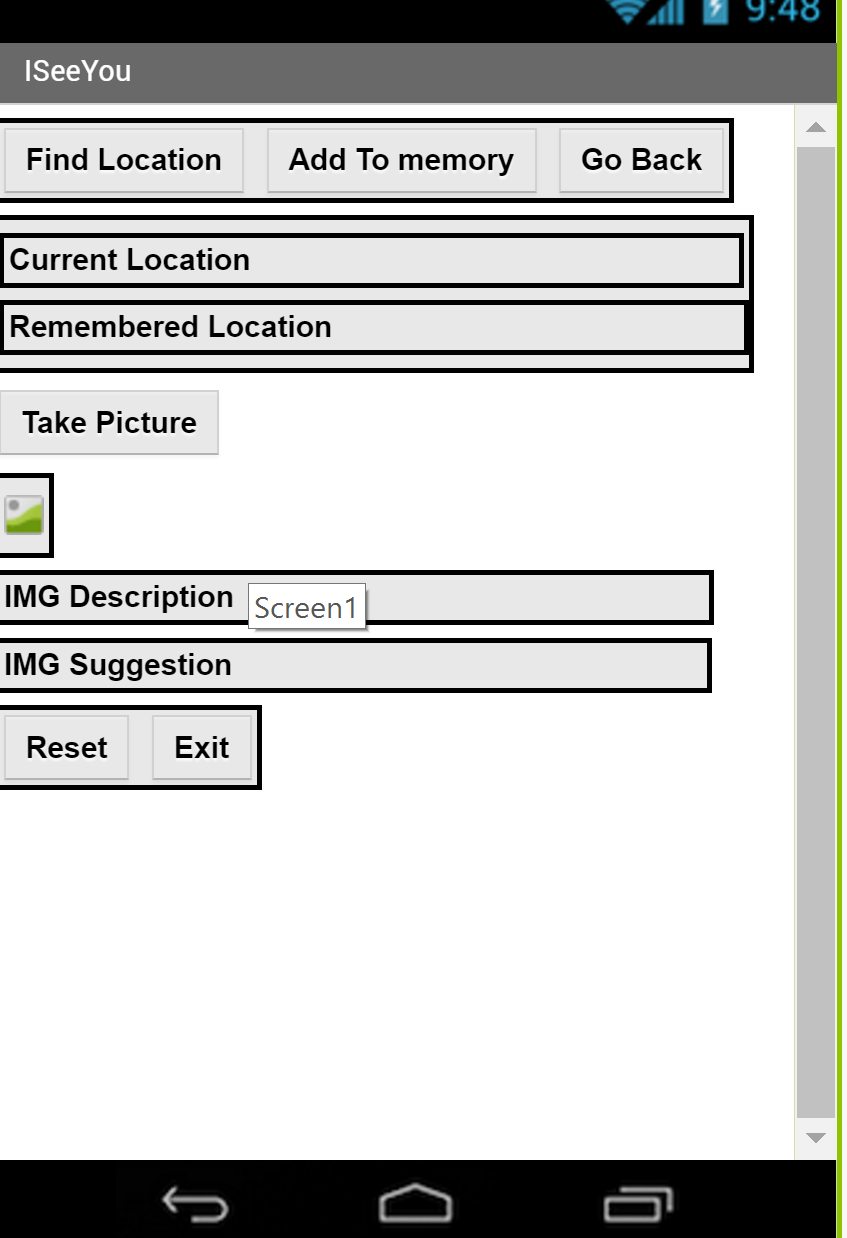 9:48
ISeeYou
Find Location Add To memory Go Back
Current Location
Remembered Location
Take Picture
IMG Description Screen1
IMG Suggestion
Reset Exit